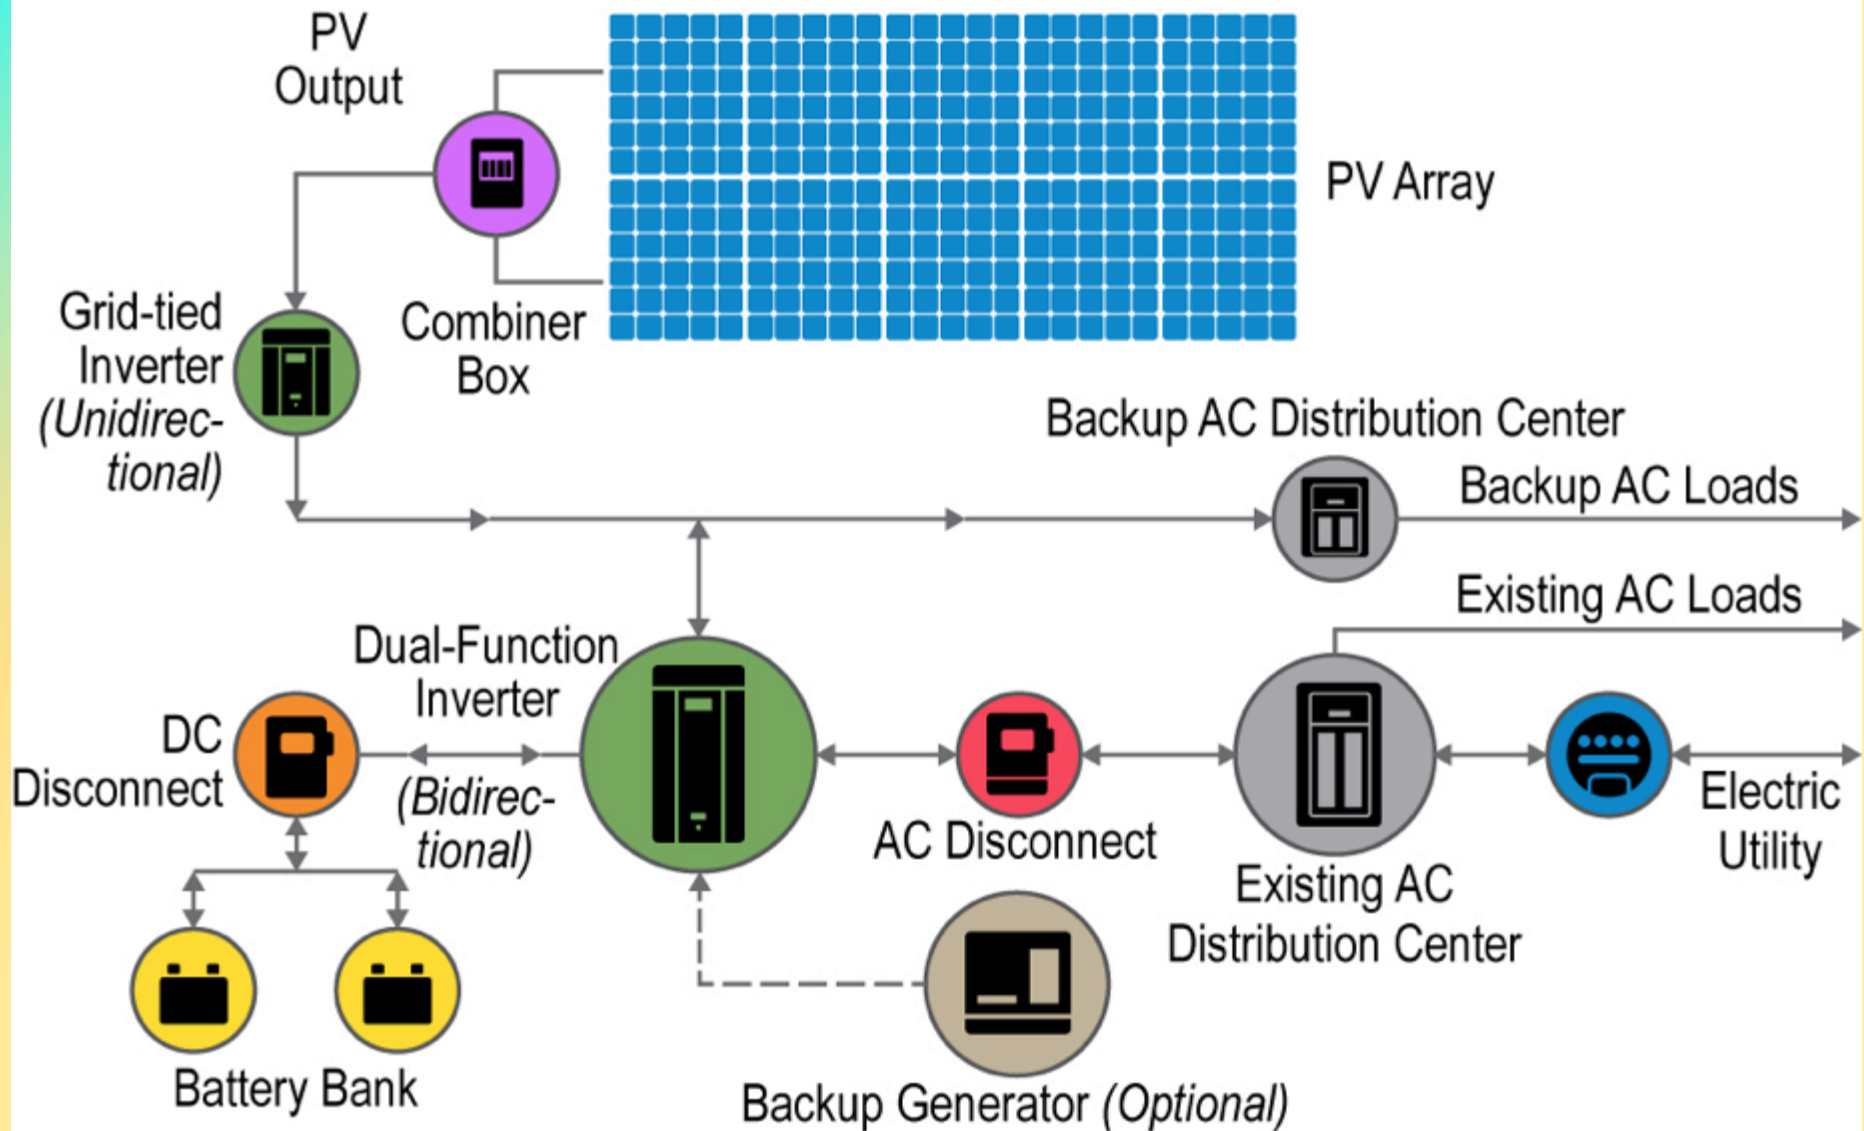 PV
Output
PV Array
Grid-tied
Inverter
(Unidirec-
tional)
Combiner
Box
Backup AC Distribution Center
Backup AC Loads
Existing AC Loads
Dual-Function
Inverter
(Bidirec-
tional)
DC
Disconnect
AC Disconnect
Existing AC
Distribution Center
Electric
Utility
Battery Bank
Backup Generator (Optional)